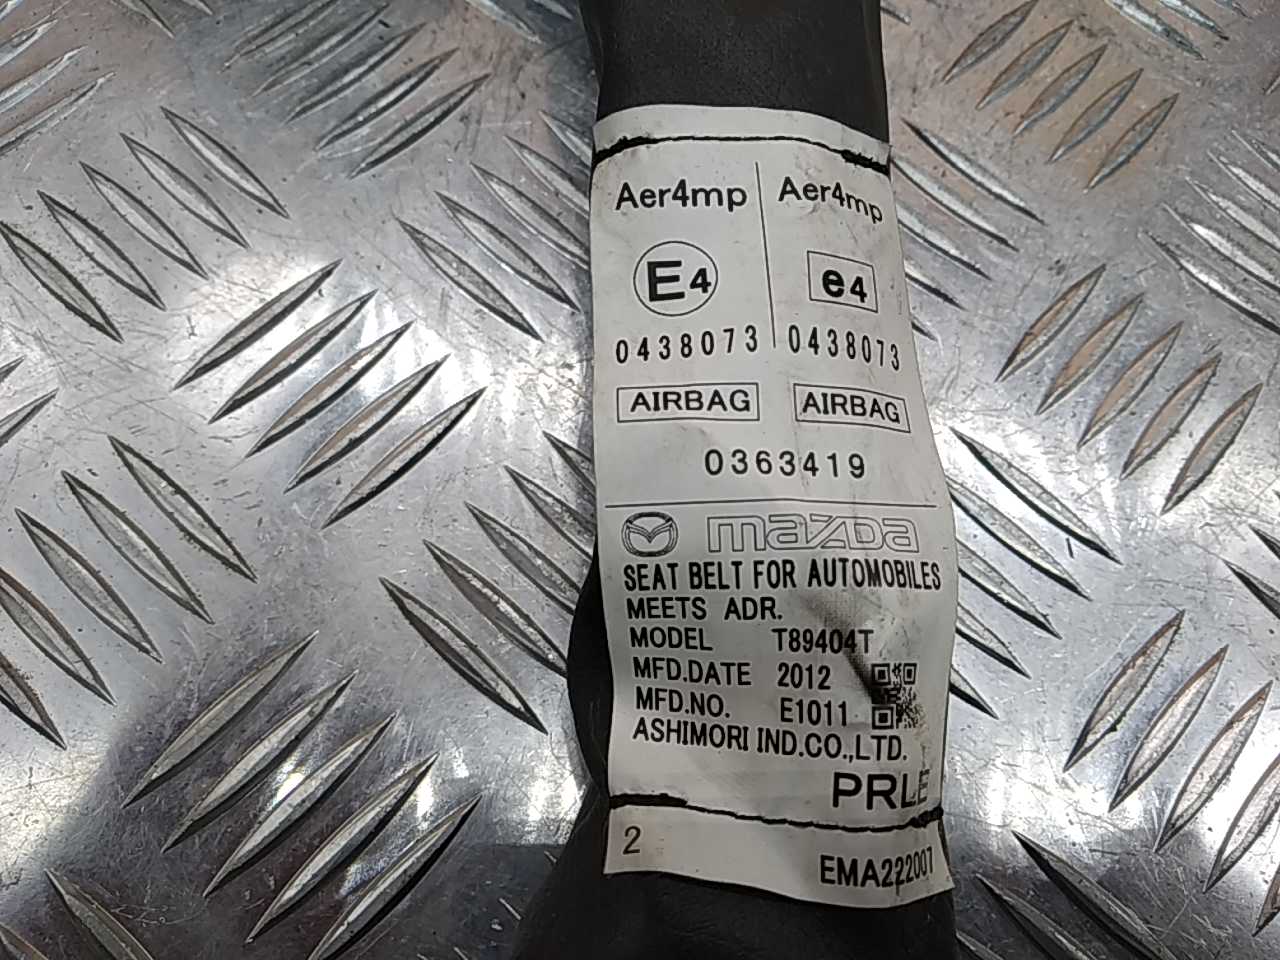 Aer4mp Aer4mp
E4 e4
0438073 0438073
AIRBAG AIRBAG
0363419
mazda
SEAT BELT FOR AUTOMOBILES
MEETS ADR.
MODEL T89404T
MFD.DATE 2012
MFD.NO. E1011
ASHIMORI IND.CO.,LTD.
PRLE
2 EMA222007